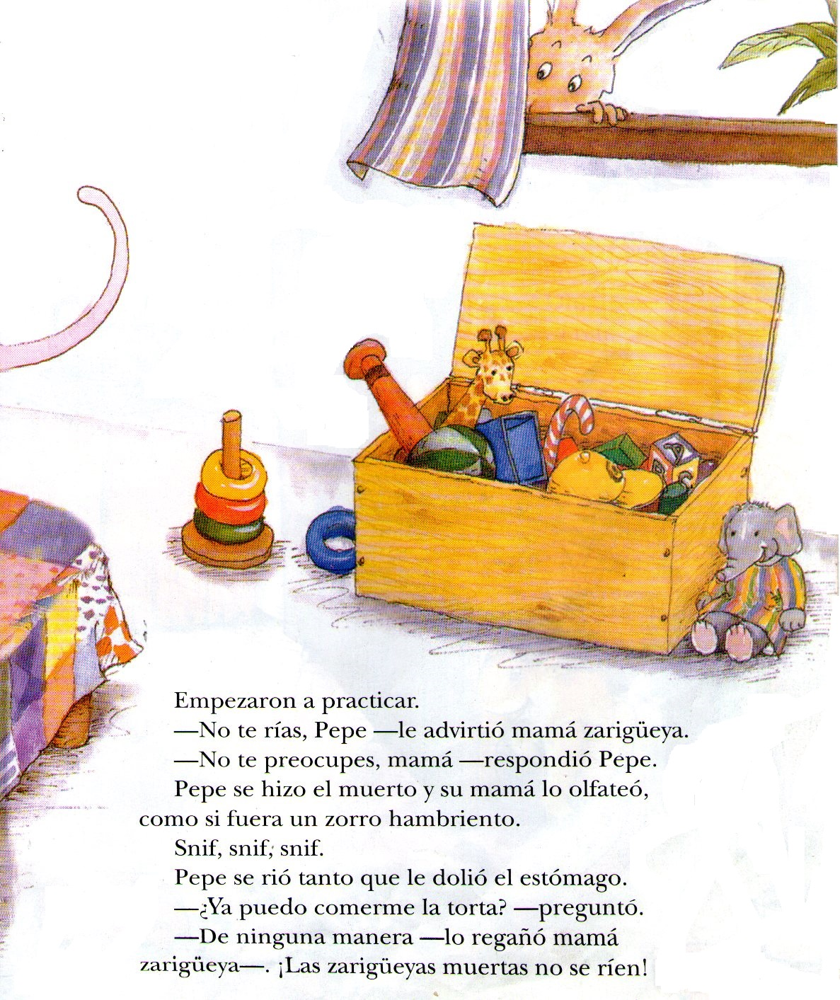 Empezaron a practicar.
—No te rías, Pepe —le advirtió mamá zarigüeya.
—No te preocupes, mamá —respondió Pepe.
Pepe se hizo el muerto y su mamá lo olfateó,
como si fuera un zorro hambriento.
Snif, snif, snif.
Pepe se rió tanto que le dolió el estómago.
—¿Ya puedo comerme la torta? —preguntó.
—De ninguna manera —lo regañó mamá
zarigüeya—. ¡Las zarigüeyas muertas no se ríen!